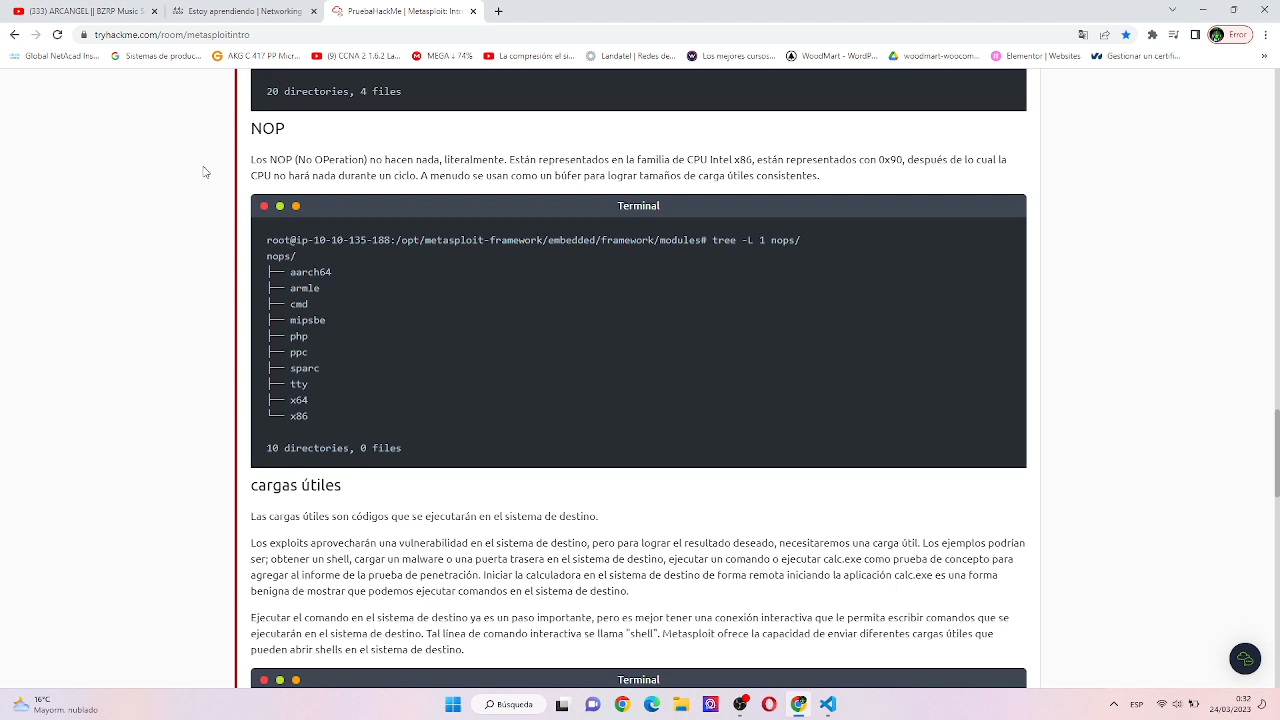 (333) ARCANGEL || BZRP Music S
Estoy aprendiendo | Networking
PruebaHackMe | Metasploit: Intro
tryhackme.com/room/metasploitintro
Error
Global NetAcad Ins...
Sistemas de produc...
AKG C 417 PP Micr...
(9) CCNA 2 1.6.2 La...
MEGA ↓ 74%
La compresión el si...
Landatel | Redes de...
Los mejores cursos...
WoodMart - WordP...
woodmart-woocom...
Elementor | Websites
Gestionar un certifi...
»
20 directories, 4 files
NOP
Los NOP (No OPeration) no hacen nada, literalmente. Están representados en la familia de CPU Intel x86, están representados con 0x90, después de lo cual la
CPU no hará nada durante un ciclo. A menudo se usan como un búfer para lograr tamaños de carga útiles consistentes.
Terminal
root@ip-10-10-135-188:/opt/metasploit-framework/embedded/framework/modules# tree -L 1 nops/
nops/
├── aarch64
├── armle
├── cmd
├── mipsbe
├── php
├── ppc
├── sparc
├── tty
├── x64
└── x86
10 directories, 0 files
cargas útiles
Las cargas útiles son códigos que se ejecutarán en el sistema de destino.
Los exploits aprovecharán una vulnerabilidad en el sistema de destino, pero para lograr el resultado deseado, necesitaremos una carga útil. Los ejemplos podrían
ser; obtener un shell, cargar un malware o una puerta trasera en el sistema de destino, ejecutar un comando o ejecutar calc.exe como prueba de concepto para
agregar al informe de la prueba de penetración. Iniciar la calculadora en el sistema de destino de forma remota iniciando la aplicación calc.exe es una forma
benigna de mostrar que podemos ejecutar comandos en el sistema de destino.
Ejecutar el comando en el sistema de destino ya es un paso importante, pero es mejor tener una conexión interactiva que le permita escribir comandos que se
ejecutarán en el sistema de destino. Tal línea de comando interactiva se llama "shell". Metasploit ofrece la capacidad de enviar diferentes cargas útiles que
pueden abrir shells en el sistema de destino.
Terminal
16°C
Mayorm. nublado
Búsqueda
ESP
0:32
24/03/2023